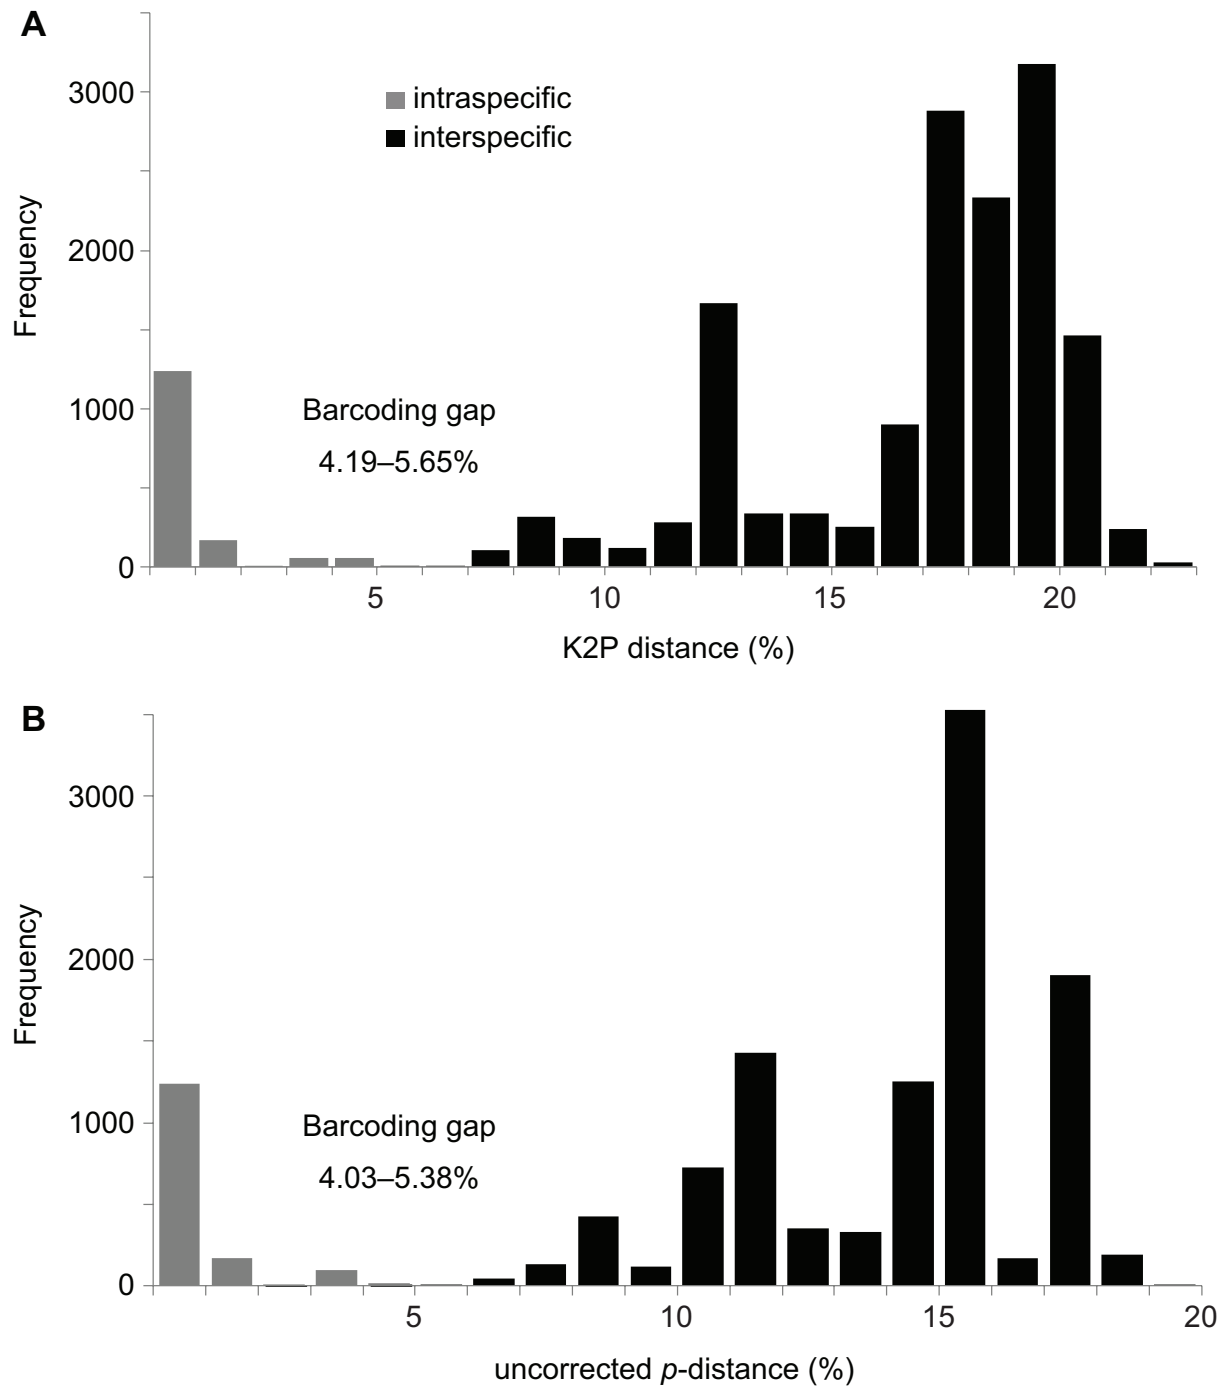 A
3000
2000
1000
0
Frequency
intraspecific
interspecific
Barcoding gap
4.19–5.65%
5 10 15 20
K2P distance (%)
B
3000
2000
1000
0
Frequency
Barcoding gap
4.03–5.38%
5 10 15 20
uncorrected p-distance (%)